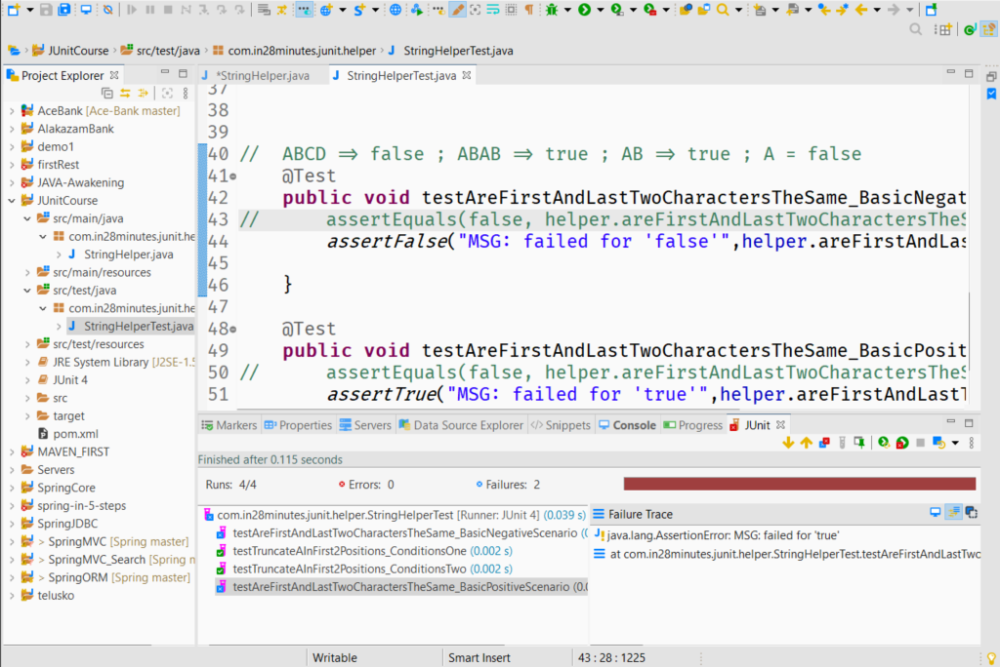 JUnitCourse src/test/java com.in28minutes.junit.helper StringHelperTest.java
Project Explorer
AceBank [Ace-Bank master]
AlakazamBank
demo1
firstRest
JAVA-Awakening
JUnitCourse
src/main/java
com.in28minutes.junit.he
StringHelper.java
src/main/resources
src/test/java
com.in28minutes.junit.he
StringHelperTest.java
src/test/resources
JRE System Library [J2SE-1.5
JUnit 4
src
target
pom.xml
MAVEN_FIRST
Servers
SpringCore
spring-in-5-steps
SpringJDBC
> SpringMVC [Spring master]
> SpringMVC_Search [Spring n
> SpringORM [Spring master]
telusko
*StringHelper.java StringHelperTest.java
37
38
39
40 // ABCD => false ; ABAB => true ; AB => true ; A = false
41 @Test
42 public void testAreFirstAndLastTwoCharactersTheSame_BasicNegat
43 // assertEquals(false, helper.areFirstAndLastTwoCharactersTheS
44 assertFalse("MSG: failed for 'false'",helper.areFirstAndLas
45
46 }
47
48 @Test
49 public void testAreFirstAndLastTwoCharactersTheSame_BasicPosit
50 // assertEquals(false, helper.areFirstAndLastTwoCharactersTheS
51 assertTrue("MSG: failed for 'true'",helper.areFirstAndLastT
Markers Properties Servers Data Source Explorer Snippets Console Progress JUnit
Finished after 0.115 seconds
Runs: 4/4 Errors: 0 Failures: 2
com.in28minutes.junit.helper.StringHelperTest [Runner: JUnit 4] (0.039 s)
testAreFirstAndLastTwoCharactersTheSame_BasicNegativeScenario (0
testTruncateAInFirst2Positions_ConditionsOne (0.002 s)
testTruncateAInFirst2Positions_ConditionsTwo (0.002 s)
testAreFirstAndLastTwoCharactersTheSame_BasicPositiveScenario (0.0
Failure Trace
java.lang.AssertionError: MSG: failed for 'true'
at com.in28minutes.junit.helper.StringHelperTest.testAreFirstAndLastTwo
Writable Smart Insert 43 : 28 : 1225